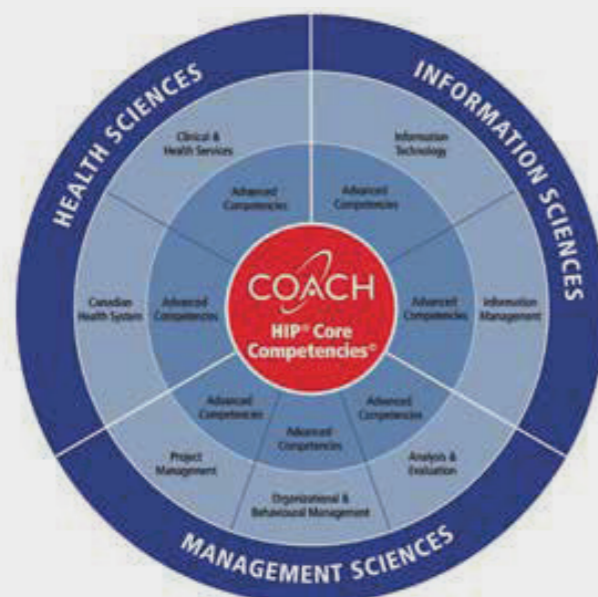 HEALTH SCIENCES
INFORMATION SCIENCES
MANAGEMENT SCIENCES
Clinical &
Health Services
Information
Technology
Canadian
Health System
Information
Management
Project
Management
Organizational &
Behavioural Management
Analysis &
Evaluation
Advanced
Competencies
Advanced
Competencies
Advanced
Competencies
Advanced
Competencies
Advanced
Competencies
Advanced
Competencies
Advanced
Competencies
COACH
HIP® Core
Competencies©